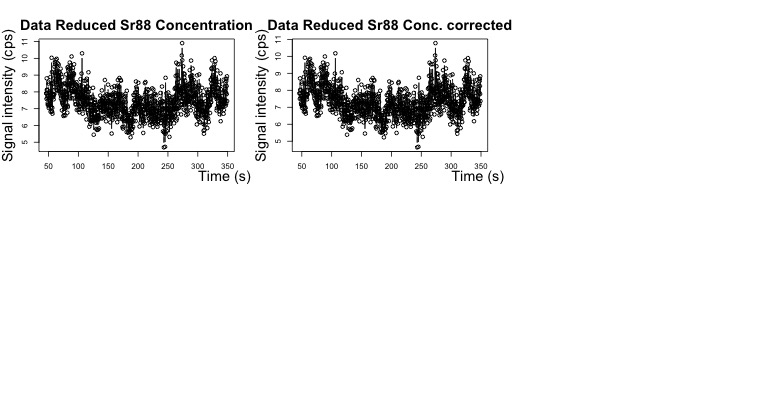 Data Reduced Sr88 Concentration
Signal intensity (cps)
5 6 7 8 9 10 11
50 100 150 200 250 300 350
Time (s)
Data Reduced Sr88 Conc. corrected
Signal intensity (cps)
5 6 7 8 9 10 11
50 100 150 200 250 300 350
Time (s)